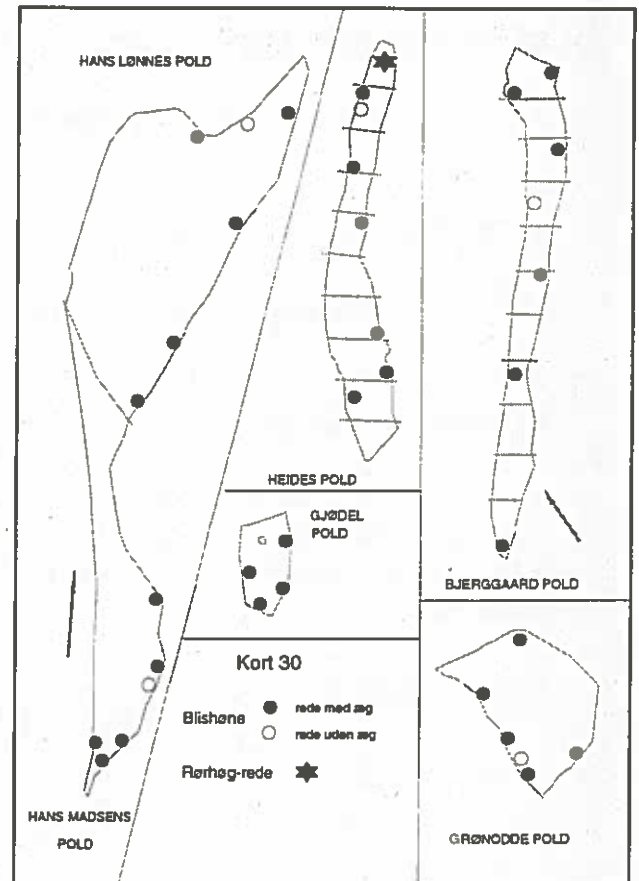 HANS LØNNES POLD
HEIDES POLD
GJØDEL
POLD
BJERGGAARD POLD
Kort 30
Blishøne
rede med æg
rede uden æg
Rørhøg-rede
HANS MADSENS
POLD
GRØNODDE POLD